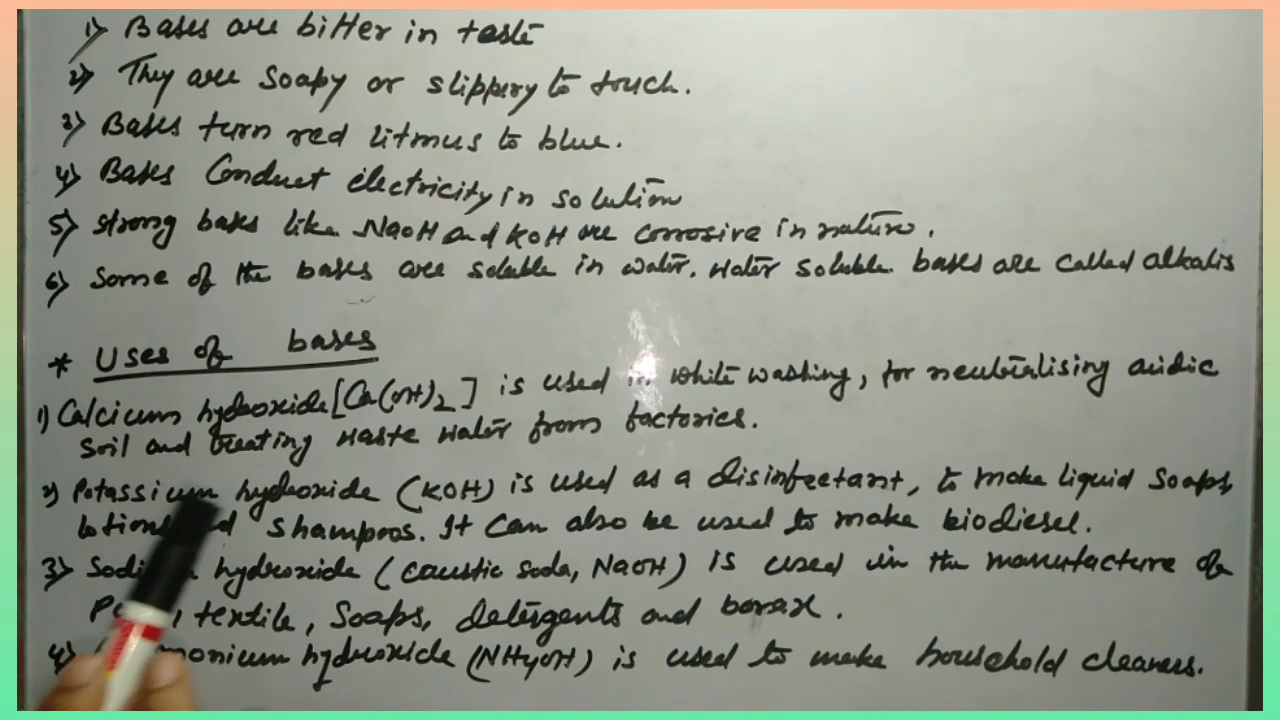 1) Bases are bitter in taste
2) They are soapy or slippery to touch.
3) Bases turn red litmus to blue.
4) Bases Conduct electricity in solution
5) Strong bases like NaOH and KOH are corrosive in nature.
6) Some of the bases are soluble in water. Water soluble bases are called alkalis
* Uses of bases
1) Calcium hydroxide [Ca(OH)2] is used in white washing, for neutralising acidic
soil and treating waste water from factories.
2) Potassium hydroxide (KOH) is used as a disinfectant, to make liquid soaps,
lotions shampoos. It can also be used to make biodiesel.
3) hydroxide (caustic soda, NaOH) is used in the manufacture of
textile, soaps, detergents and borax.
4) hydroxide (NH4OH) is used to make household cleaners.